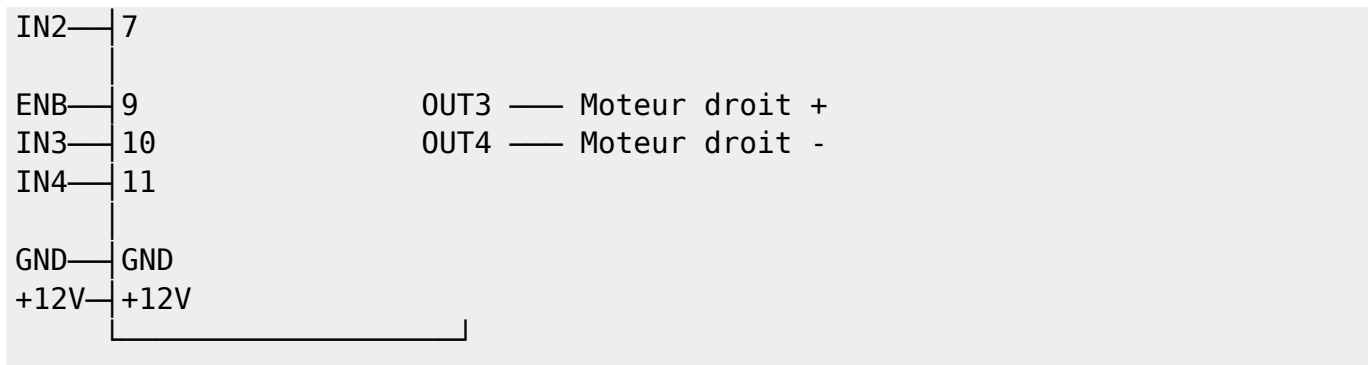 IN2──┤7
│
ENB──┤9 OUT3 ─── Moteur droit +
IN3──┤10 OUT4 ─── Moteur droit -
IN4──┤11
│
GND──┤GND
+12V─┤+12V
└──────────────────┘